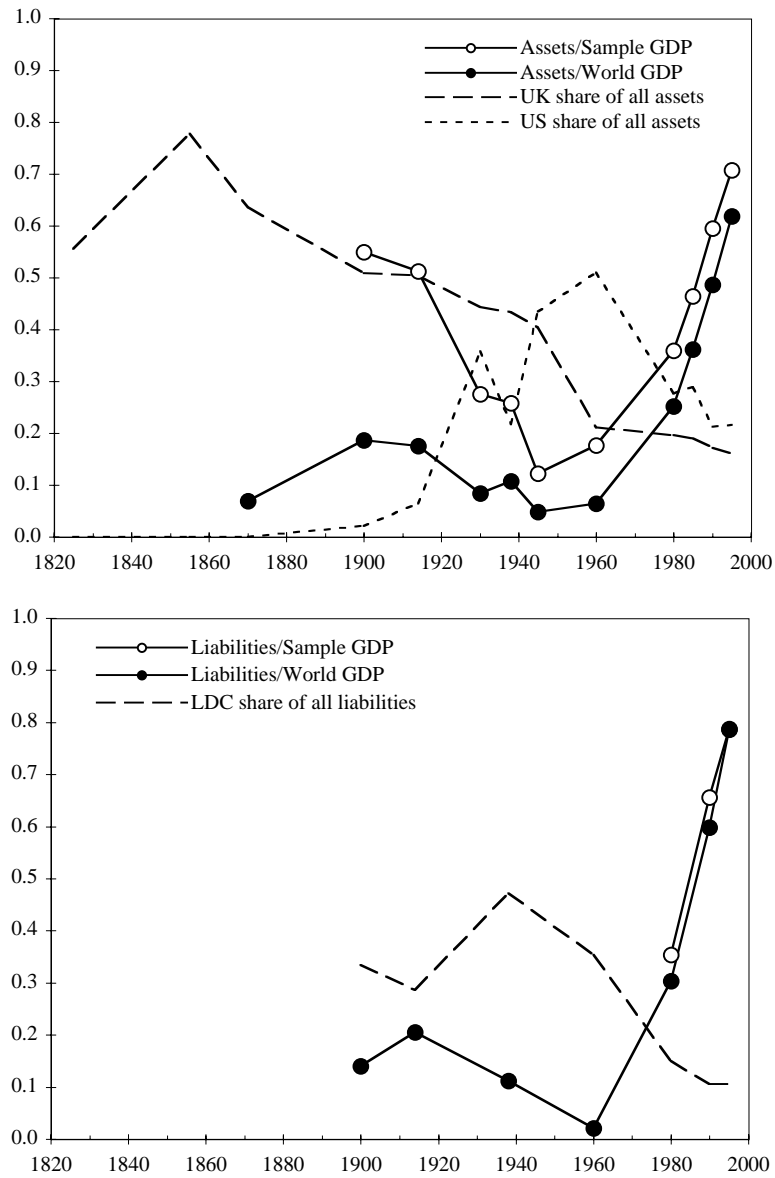 1.0
0.9
0.8
0.7
0.6
0.5
0.4
0.3
0.2
0.1
0.0
Assets/Sample GDP
Assets/World GDP
UK share of all assets
US share of all assets
1820 1840 1860 1880 1900 1920 1940 1960 1980 2000
1.0
0.9
0.8
0.7
0.6
0.5
0.4
0.3
0.2
0.1
0.0
Liabilities/Sample GDP
Liabilities/World GDP
LDC share of all liabilities
1820 1840 1860 1880 1900 1920 1940 1960 1980 2000